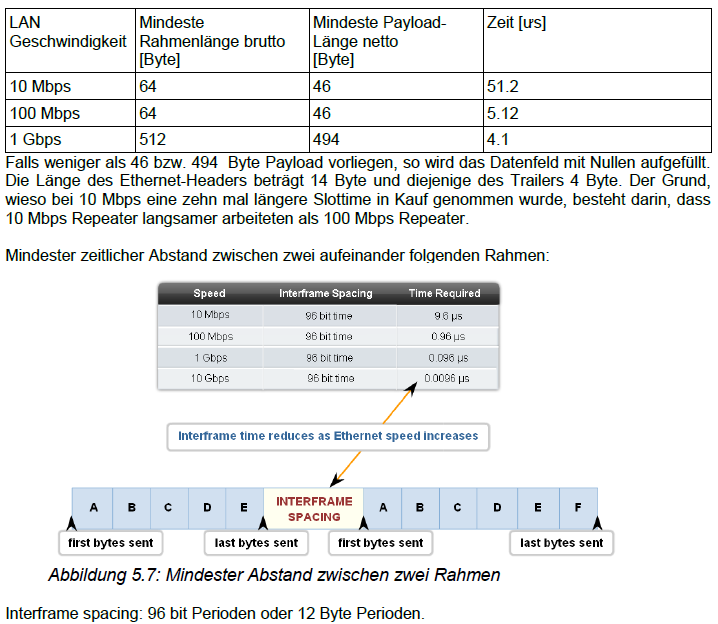 LAN Geschwindigkeit | Mindeste Rahmenlänge brutto [Byte] | Mindeste Payload-Länge netto [Byte] | Zeit [us]
10 Mbps | 64 | 46 | 51.2
100 Mbps | 64 | 46 | 5.12
1 Gbps | 512 | 494 | 4.1
Falls weniger als 46 bzw. 494 Byte Payload vorliegen, so wird das Datenfeld mit Nullen aufgefüllt.
Die Länge des Ethernet-Headers beträgt 14 Byte und diejenige des Trailers 4 Byte. Der Grund,
wieso bei 10 Mbps eine zehn mal längere Slottime in Kauf genommen wurde, besteht darin, dass
10 Mbps Repeater langsamer arbeiteten als 100 Mbps Repeater.
Mindester zeitlicher Abstand zwischen zwei aufeinander folgenden Rahmen:
Speed | Interframe Spacing | Time Required
10 Mbps | 96 bit time | 9.6 µs
100 Mbps | 96 bit time | 0.96 µs
1 Gbps | 96 bit time | 0.096 µs
10 Gbps | 96 bit time | 0.0096 µs
Interframe time reduces as Ethernet speed increases
A B C D E INTERFRAME SPACING A B C D E F
first bytes sent last bytes sent first bytes sent last bytes sent
Abbildung 5.7: Mindester Abstand zwischen zwei Rahmen
Interframe spacing: 96 bit Perioden oder 12 Byte Perioden.